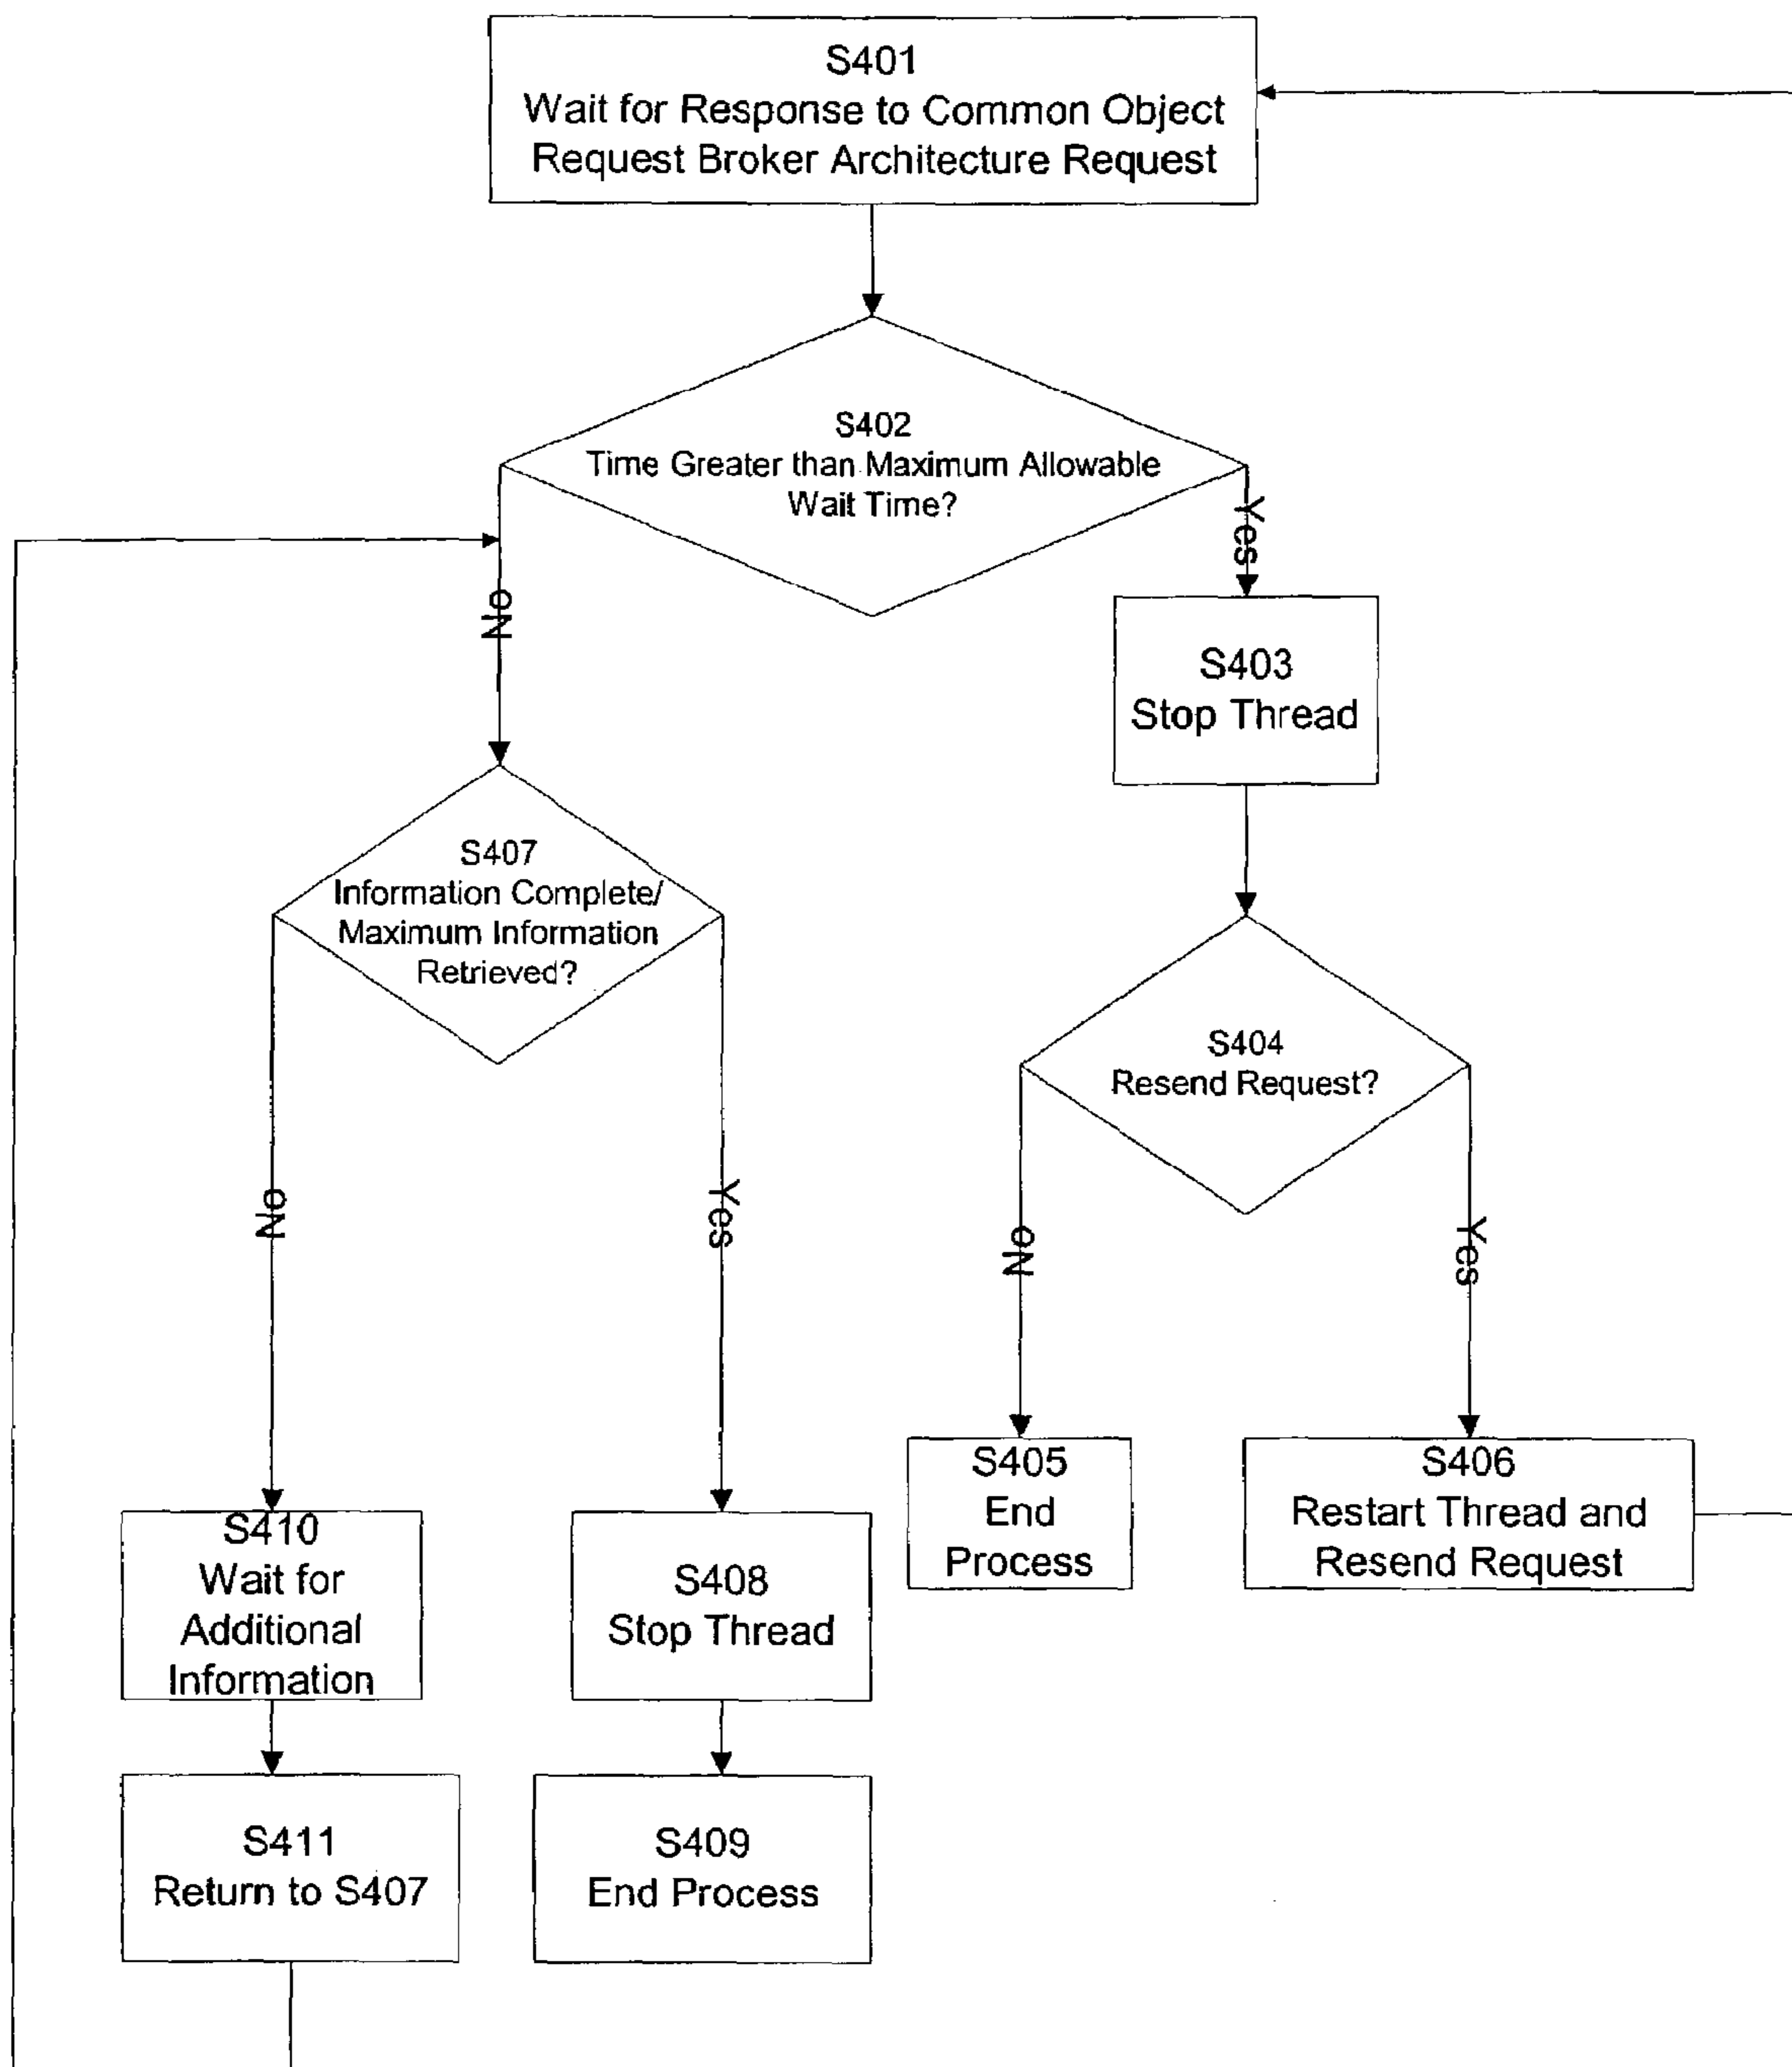 S401
Wait for Response to Common Object
Request Broker Architecture Request
S402
Time Greater than Maximum Allowable
Wait Time?
Yes
No
S403
Stop Thread
S407
Information Complete/
Maximum Information
Retrieved?
S404
Resend Request?
No
Yes
No
Yes
S405
End
Process
S406
Restart Thread and
Resend Request
S410
Wait for
Additional
Information
S408
Stop Thread
S411
Return to S407
S409
End Process